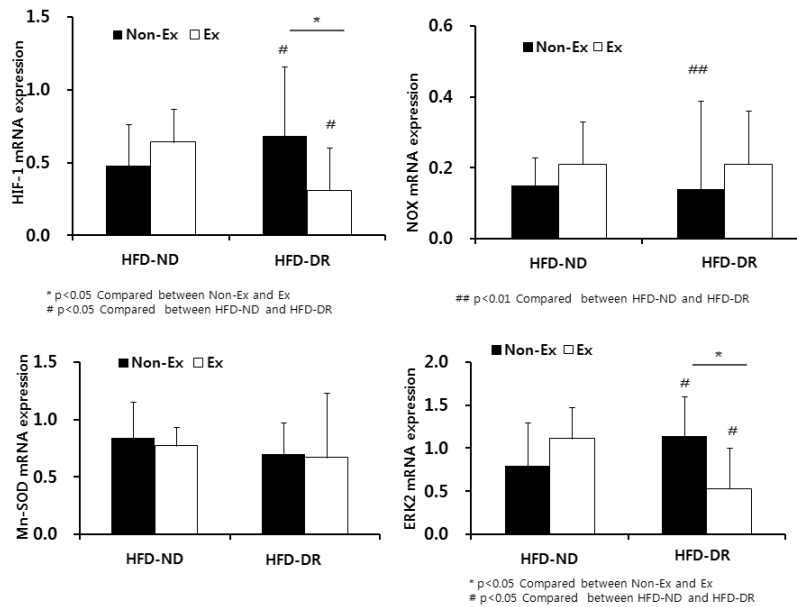 HIF-1 mRNA expression
1.5
1.0
0.5
0.0
Non-Ex Ex
#
*
#
HFD-ND HFD-DR
* p<0.05 Compared between Non-Ex and Ex
# p<0.05 Compared between HFD-ND and HFD-DR
NOX mRNA expression
0.6
0.4
0.2
0.0
Non-Ex Ex
##
HFD-ND HFD-DR
## p<0.01 Compared between HFD-ND and HFD-DR
Mn-SOD mRNA expression
1.5
1.0
0.5
0.0
Non-Ex Ex
HFD-ND HFD-DR
ERK2 mRNA expression
2.0
1.5
1.0
0.5
0.0
Non-Ex Ex
*
#
#
HFD-ND HFD-DR
* p<0.05 Compared between Non-Ex and Ex
# p<0.05 Compared between HFD-ND and HFD-DR